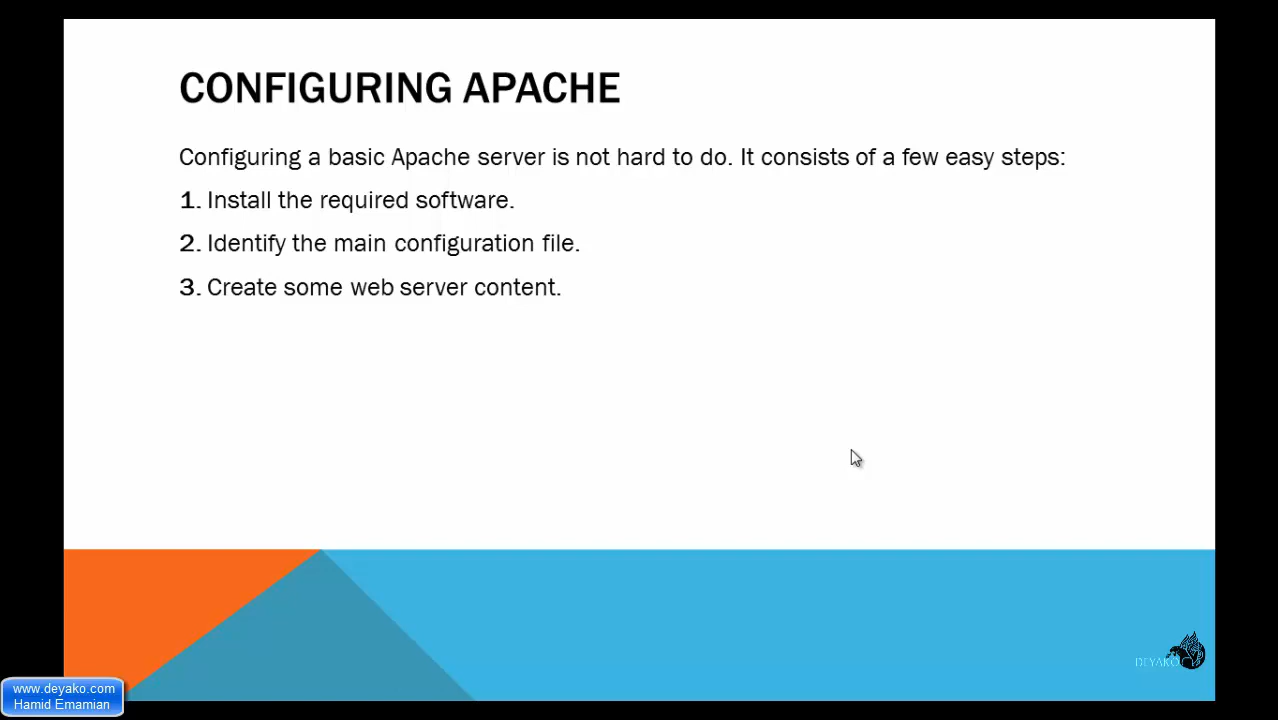 CONFIGURING APACHE
Configuring a basic Apache server is not hard to do. It consists of a few easy steps:
1. Install the required software.
2. Identify the main configuration file.
3. Create some web server content.
DEYAKO
www.deyako.com
Hamid Emamian